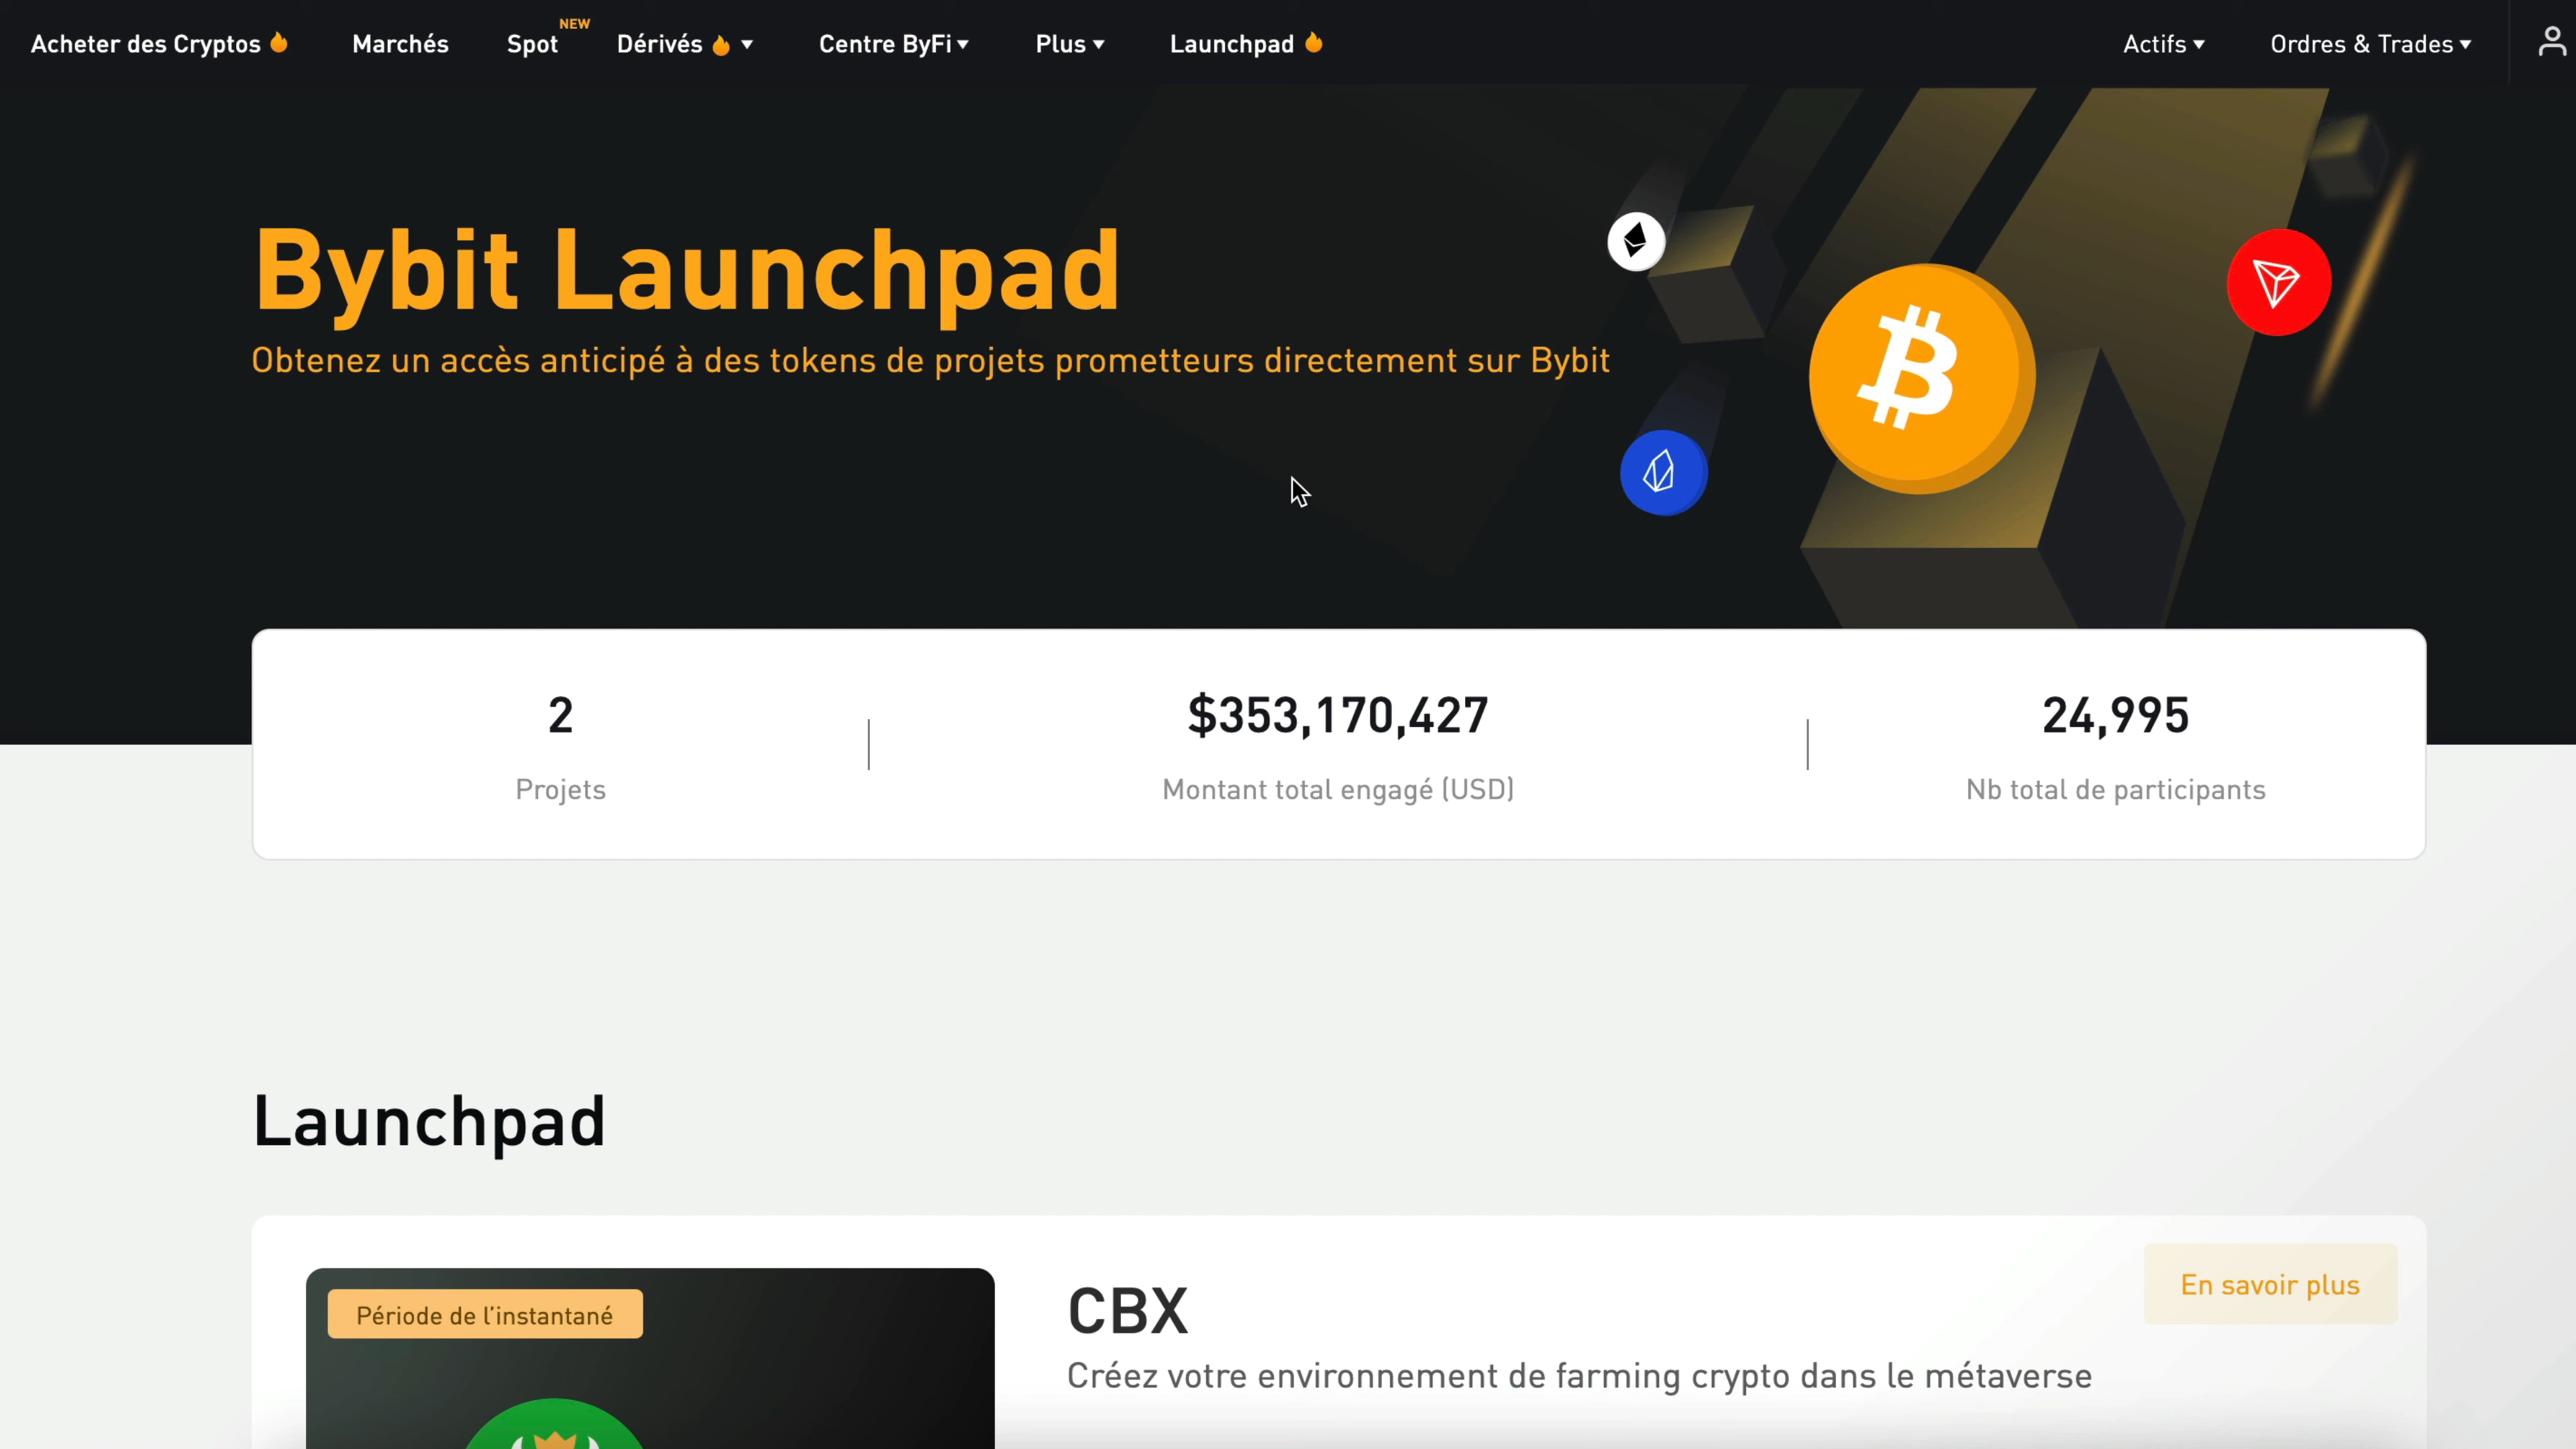 NEW
Acheter des Cryptos Marchés Spot Dérivés Centre ByFi Plus Launchpad Actifs Ordres & Trades
Bybit Launchpad
Obtenez un accès anticipé à des tokens de projets prometteurs directement sur Bybit
2 $353,170,427 24,995
Projets Montant total engagé (USD) Nb total de participants
Launchpad
Période de l’instantané
CBX
En savoir plus
Créez votre environnement de farming crypto dans le métaverse